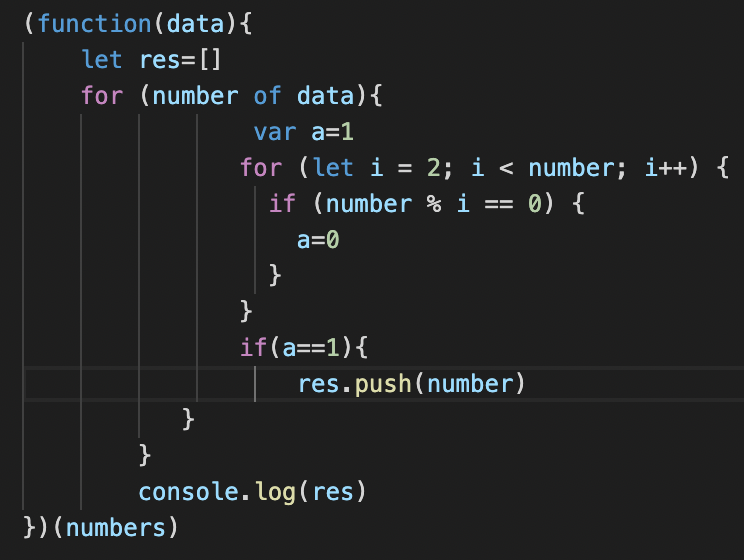 (function(data){
    let res=[]
    for (number of data){
                var a=1
               for (let i = 2; i < number; i++) {
                 if (number % i == 0) {
                   a=0
                 }
               }
               if(a==1){
                   res.push(number)
           }
        }
        console.log(res)
})(numbers)